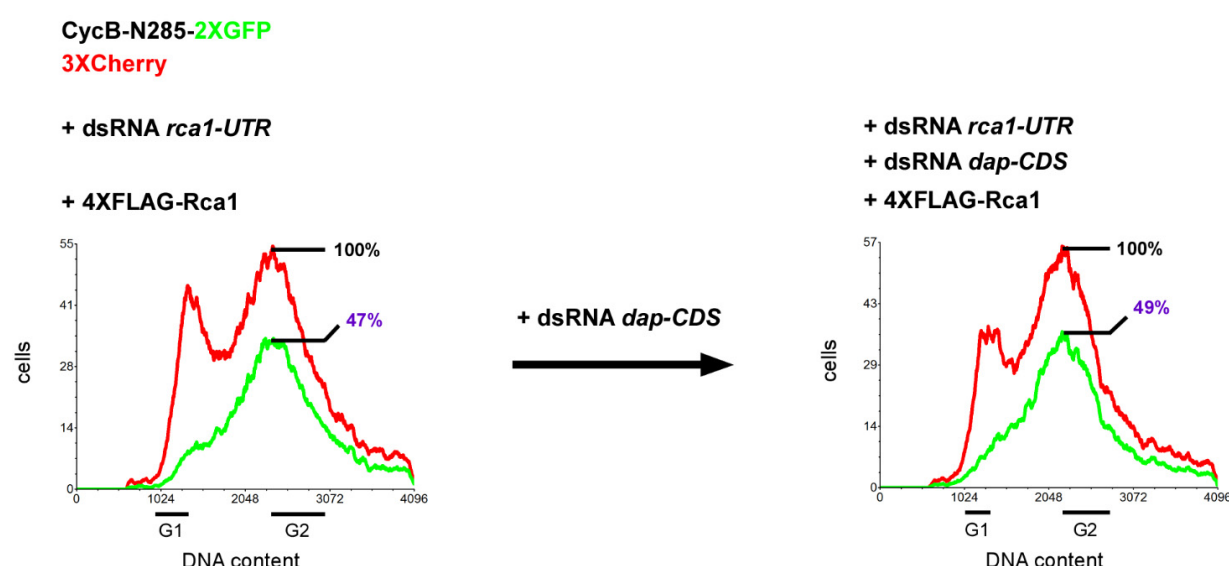 CycB-N285-2XGFP
3XCherry
+ dsRNA rca1-UTR
+ 4XFLAG-Rca1
55
41
28
14
0
cells
100%
47%
0
1024
2048
3072
4096
G1
G2
DNA content
+ dsRNA dap-CDS
+ dsRNA rca1-UTR
+ dsRNA dap-CDS
+ 4XFLAG-Rca1
57
43
29
14
0
cells
100%
49%
0
1024
2048
3072
4096
G1
G2
DNA content